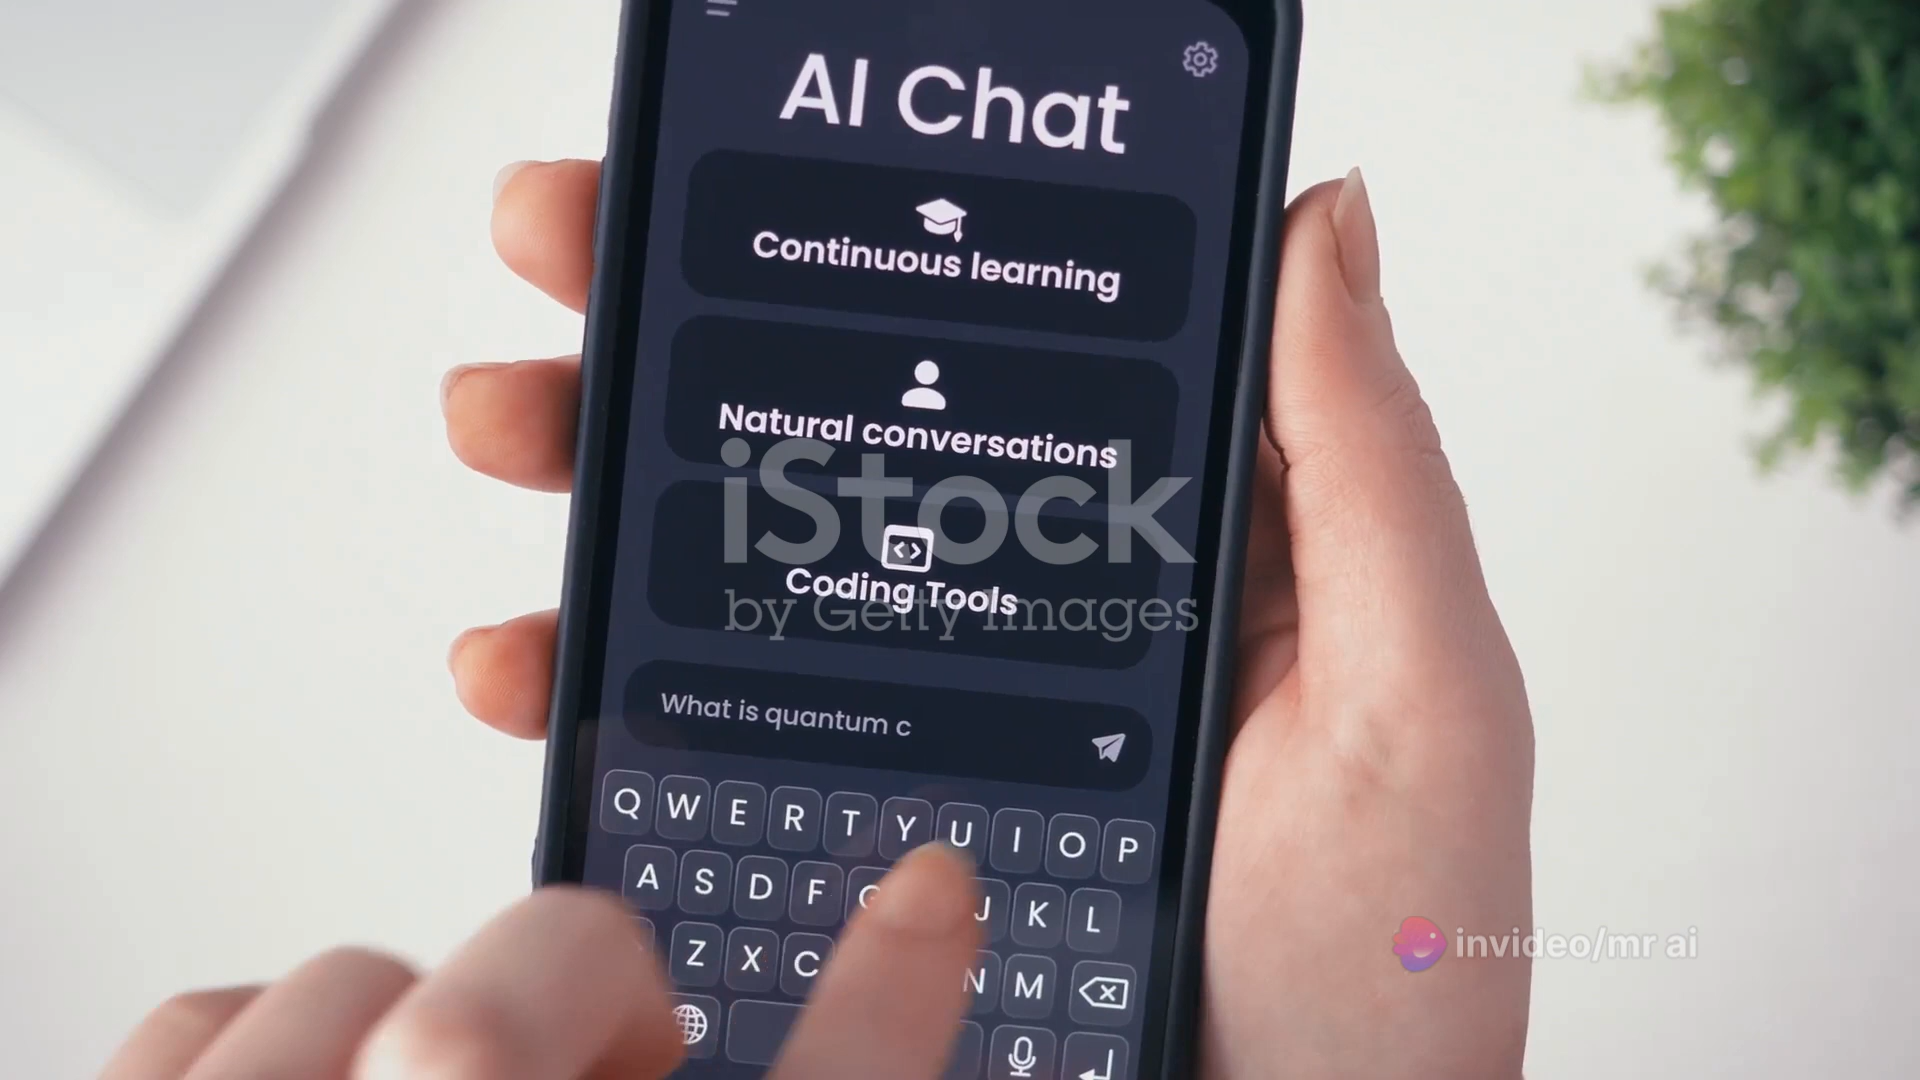 AI Chat
Continuous learning
Natural conversations
iStock
Coding Tools
by Getty Images
What is quantum c
Q W E R T Y U I O P
A S D F G J K L
Z X C N M
invideo/mr ai